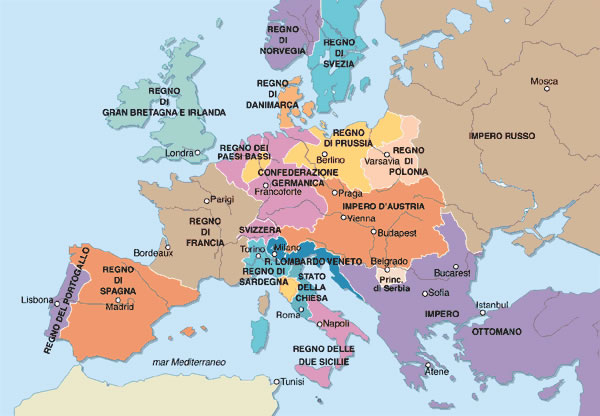 REGNO
DI
NORVEGIA
REGNO
DI
SVEZIA
Mosca
REGNO
DI
GRAN BRETAGNA E IRLANDA
REGNO
DI
DANIMARCA
IMPERO RUSSO
Londra
REGNO DEI
PAESI BASSI
REGNO
DI PRUSSIA
Berlino
Varsavia
REGNO
DI
POLONIA
CONFEDERAZIONE
GERMANICA
Francoforte
Praga
Parigi
IMPERO D'AUSTRIA
Vienna
REGNO
DI
FRANCIA
SVIZZERA
Budapest
Bordeaux
Torino
Milano
R. LOMBARDO VENETO
Belgrado
REGNO DI
SARDEGNA
STATO
DELLA
CHIESA
Princ.
di Serbia
Bucarest
REGNO
DI
SPAGNA
Madrid
REGNO DEL PORTOGALLO
Lisbona
Roma
Sofia
Istanbul
IMPERO
OTTOMANO
Napoli
REGNO DELLE
DUE SICILIE
mar Mediterraneo
Atene
Tunisi